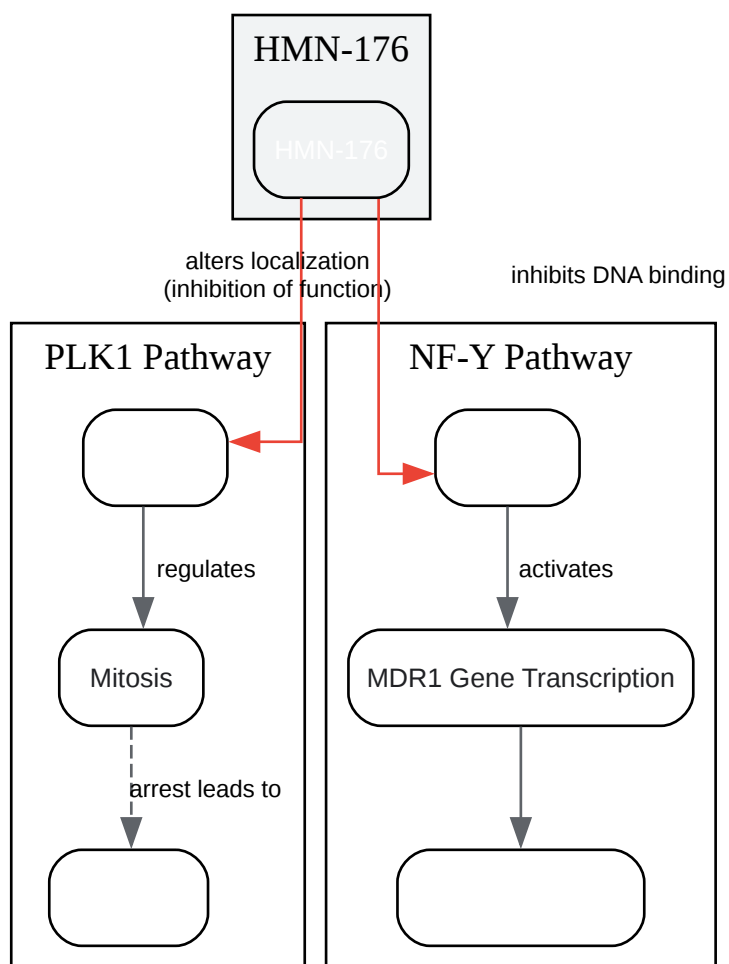 HMN-176
HMN-176
alters localization
(inhibition of function)
inhibits DNA binding
PLK1 Pathway
NF-Y Pathway
regulates
activates
Mitosis
MDR1 Gene Transcription
arrest leads to